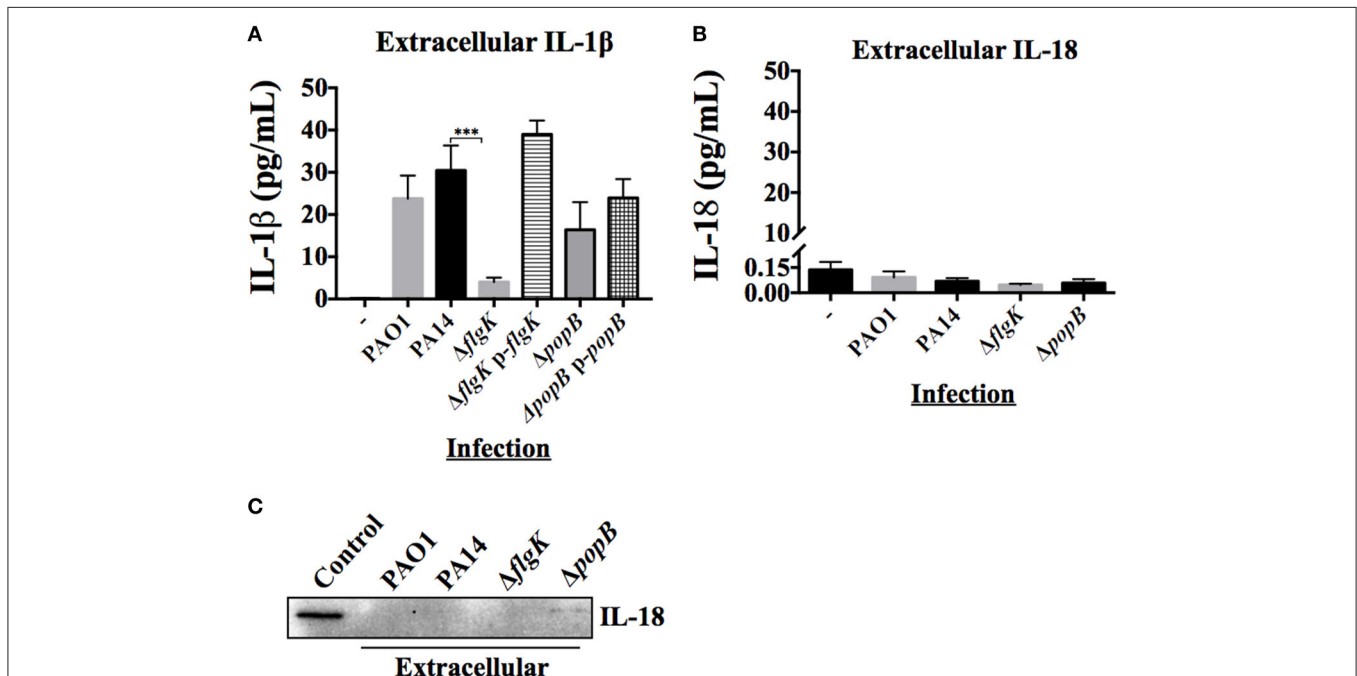 A
Extracellular IL-1β
IL-1β (pg/mL)
50
40
30
20
10
0
***
-
PAO1
PA14
ΔflgK
ΔflgK p-flgK
ΔpopB
ΔpopB p-popB
Infection
B
Extracellular IL-18
IL-18 (pg/mL)
50
40
30
20
10
0.15
0.00
-
PAO1
PA14
ΔflgK
ΔpopB
Infection
C
Control
PAO1
PA14
ΔflgK
ΔpopB
IL-18
Extracellular